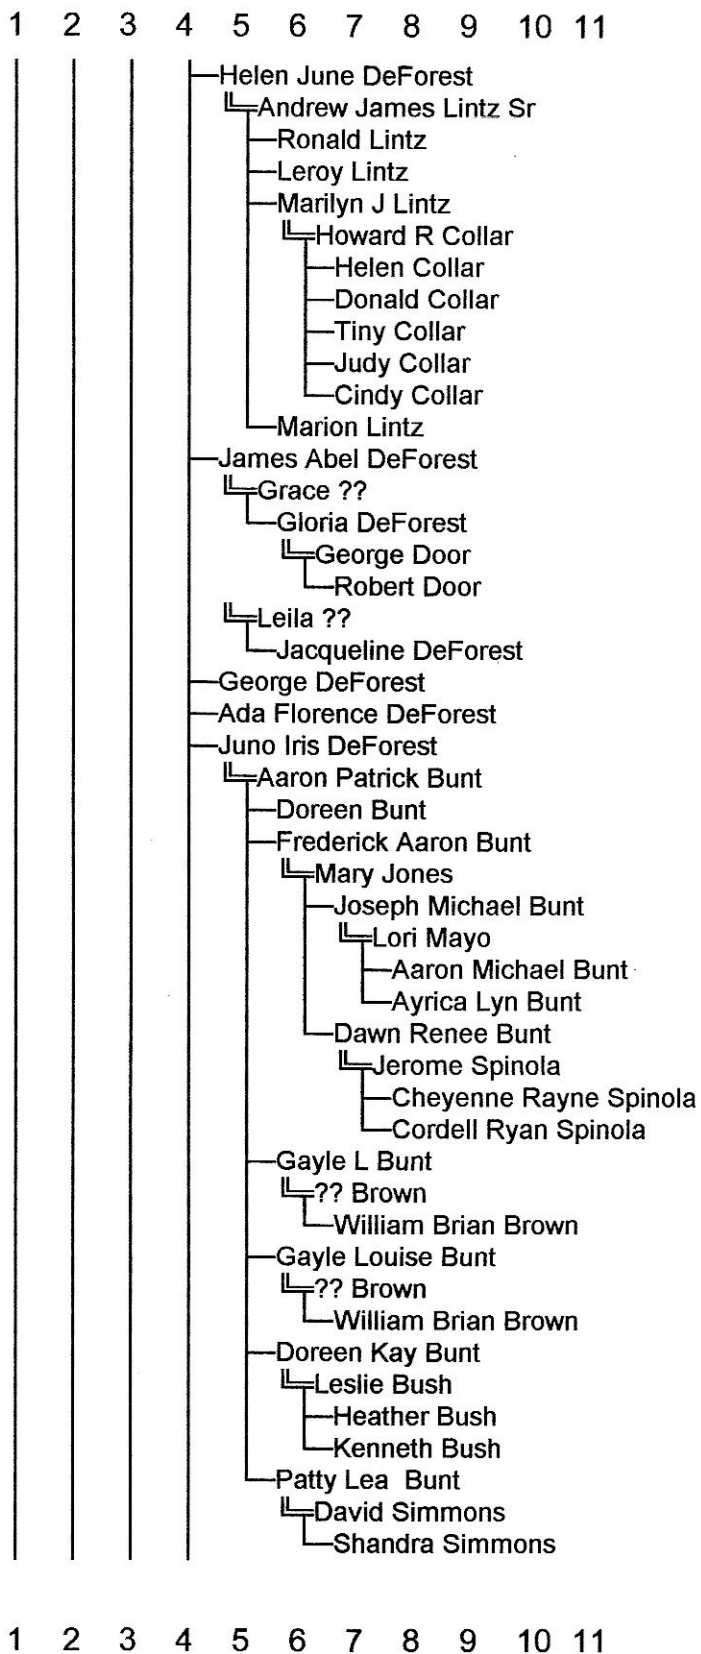 1 2 3 4 5 6 7 8 9 10 11
Helen June DeForest
Andrew James Lintz Sr
Ronald Lintz
Leroy Lintz
Marilyn J Lintz
Howard R Collar
Helen Collar
Donald Collar
Tiny Collar
Judy Collar
Cindy Collar
Marion Lintz
James Abel DeForest
Grace ??
Gloria DeForest
George Door
Robert Door
Leila ??
Jacqueline DeForest
George DeForest
Ada Florence DeForest
Juno Iris DeForest
Aaron Patrick Bunt
Doreen Bunt
Frederick Aaron Bunt
Mary Jones
Joseph Michael Bunt
Lori Mayo
Aaron Michael Bunt
Ayrica Lyn Bunt
Dawn Renee Bunt
Jerome Spinola
Cheyenne Rayne Spinola
Cordell Ryan Spinola
Gayle L Bunt
?? Brown
William Brian Brown
Gayle Louise Bunt
?? Brown
William Brian Brown
Doreen Kay Bunt
Leslie Bush
Heather Bush
Kenneth Bush
Patty Lea  Bunt
David Simmons
Shandra Simmons
1 2 3 4 5 6 7 8 9 10 11